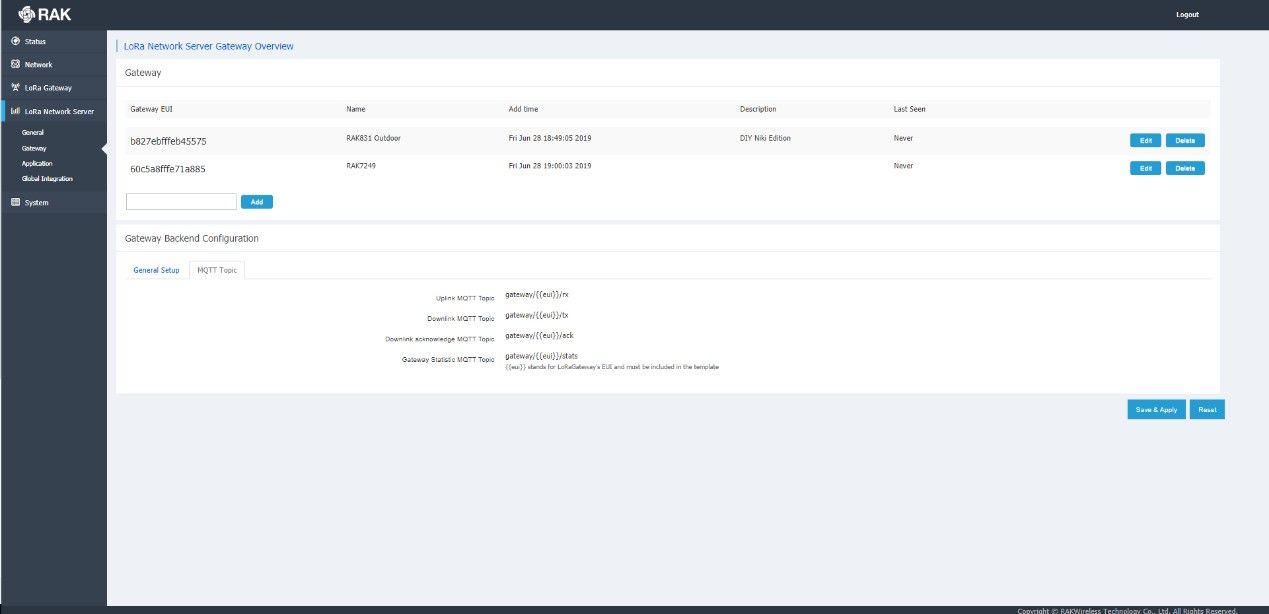 RAK
Logout
Status
Network
LoRa Gateway
LoRa Network Server
General
Gateway
Application
Global Integration
System
LoRa Network Server Gateway Overview
Gateway
Gateway EUI Name Add time Description Last Seen
b827ebfffeb45575 RAK831 Outdoor Fri Jun 28 18:49:05 2019 DIY Niki Edition Never Edit Delete
60c5a8fffe71a885 RAK7249 Fri Jun 28 19:00:03 2019 Never Edit Delete
Add
Gateway Backend Configuration
General Setup MQTT Topic
Uplink MQTT Topic gateway/{{eui}}/rx
Downlink MQTT Topic gateway/{{eui}}/tx
Downlink acknowledge MQTT Topic gateway/{{eui}}/ack
Gateway Statistic MQTT Topic gateway/{{eui}}/stats
{{eui}} stands for LoRaGateway's EUI and must be included in the template
Save & Apply Reset
Copyright © RAKWireless Technology Co., Ltd. All Rights Reserved.